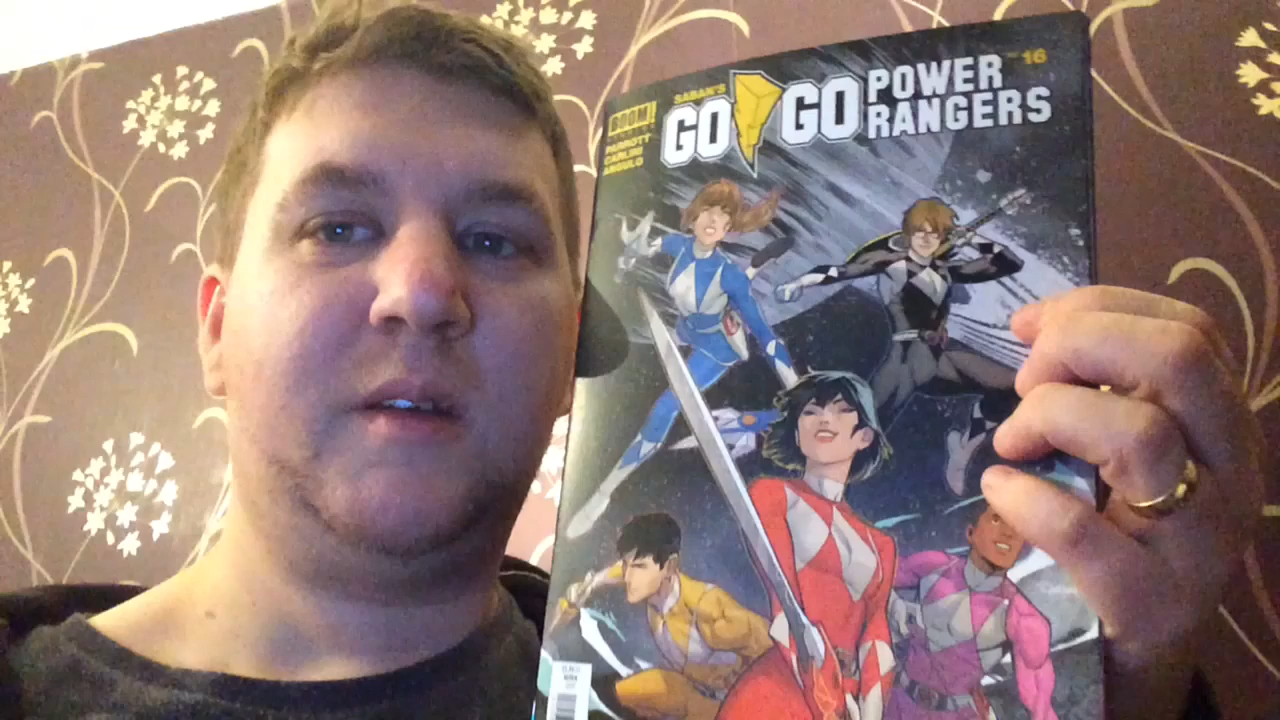 BOOM!
PARROTT
CARLINI
ANGULO
SABAN'S
GO GO
POWER
RANGERS
16